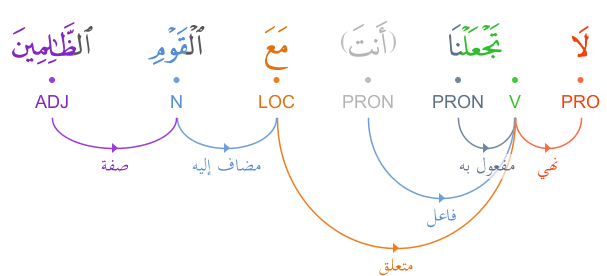 لَا تَجْعَلْنَا (أَنتَ) مَعَ ٱلْقَوْمِ ٱلظَّـٰلِمِينَ
PRO V PRON PRON LOC N ADJ
نهي مفعول به مضاف إليه صفة
فاعل
متعلق